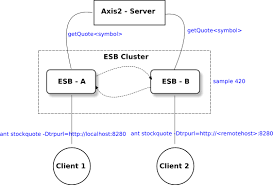 Axis2 - Server
getQuote<symbol>
getQuote<symbol>
ESB Cluster
ESB - A
ESB - B
sample 420
ant stockquote -Dtrpurl=http://localhost:8280
ant stockquote -Dtrpurl=http://<remotehost>:8280
Client 1
Client 2